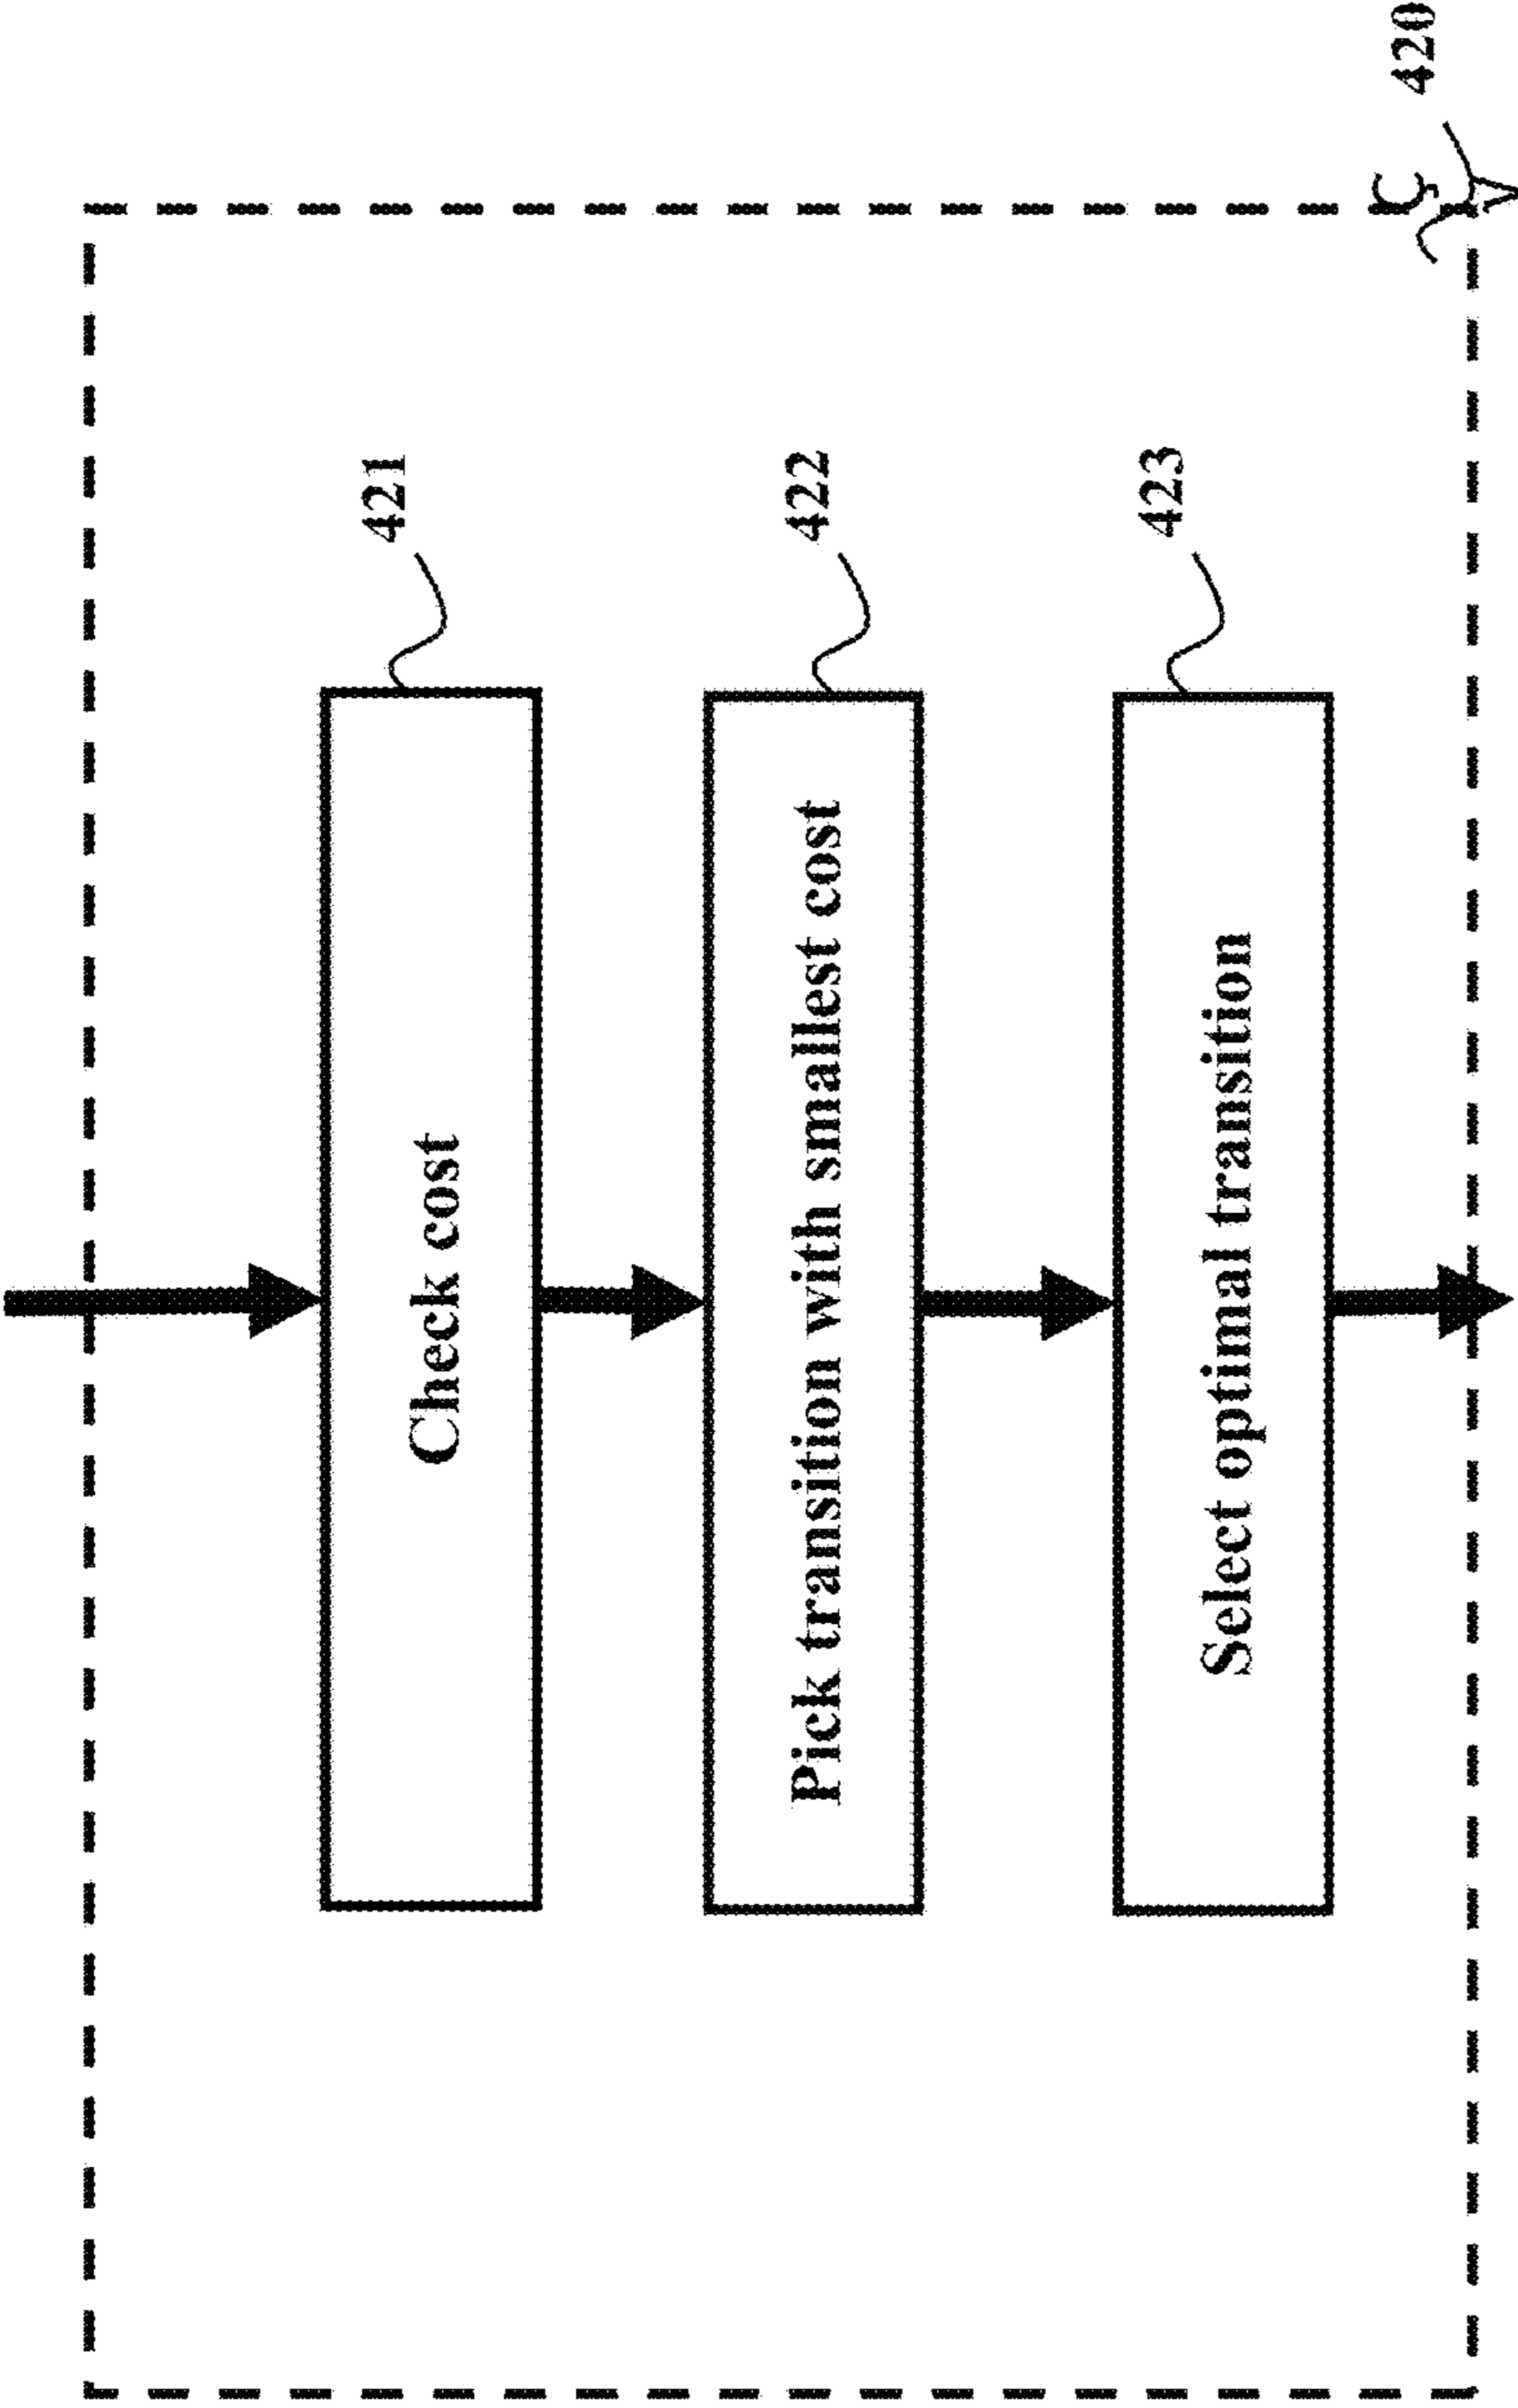 421
Check cost
422
Pick transition with smallest cost
423
Select optimal transition
420